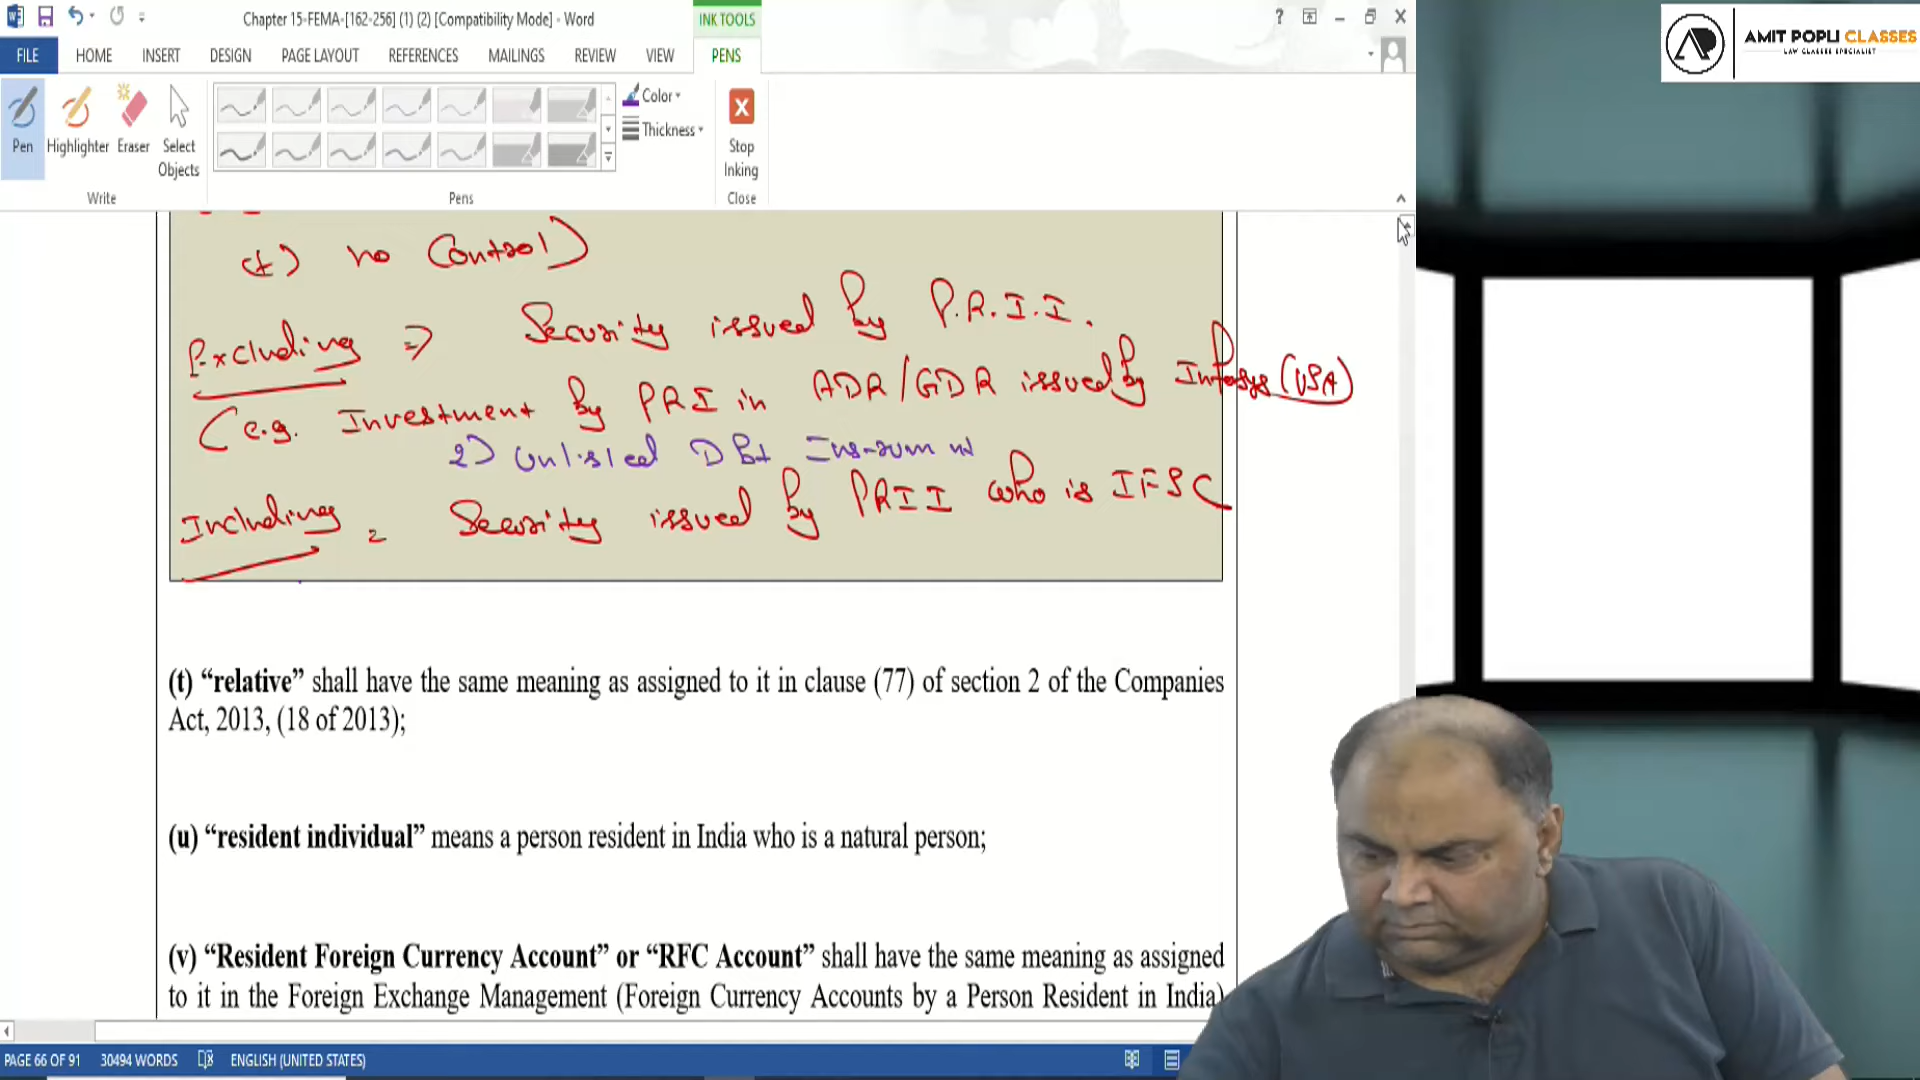 Chapter 15-FEMA-[162-256] (1) (2) [Compatibility Mode] - Word
INK TOOLS
FILE HOME INSERT DESIGN PAGE LAYOUT REFERENCES MAILINGS REVIEW VIEW PENS
Pen Highlighter Eraser Select Objects
Color
Thickness
Stop Inking
Write Pens Close
AMIT POPLI CLASSES
LAW CLASSES SPECIALIST
(t) no Control)
Excluding => Security issued by P.R.I.I.
(e.g. Investment by PRI in ADR/GDR issued by Infosys (USA)
2) Unlisted Debt
Including = Security issued by PRII who is IFSC
(t) “relative” shall have the same meaning as assigned to it in clause (77) of section 2 of the Companies
Act, 2013, (18 of 2013);
(u) “resident individual” means a person resident in India who is a natural person;
(v) “Resident Foreign Currency Account” or “RFC Account” shall have the same meaning as assigned
to it in the Foreign Exchange Management (Foreign Currency Accounts by a Person Resident in India)
PAGE 66 OF 91 30494 WORDS ENGLISH (UNITED STATES)